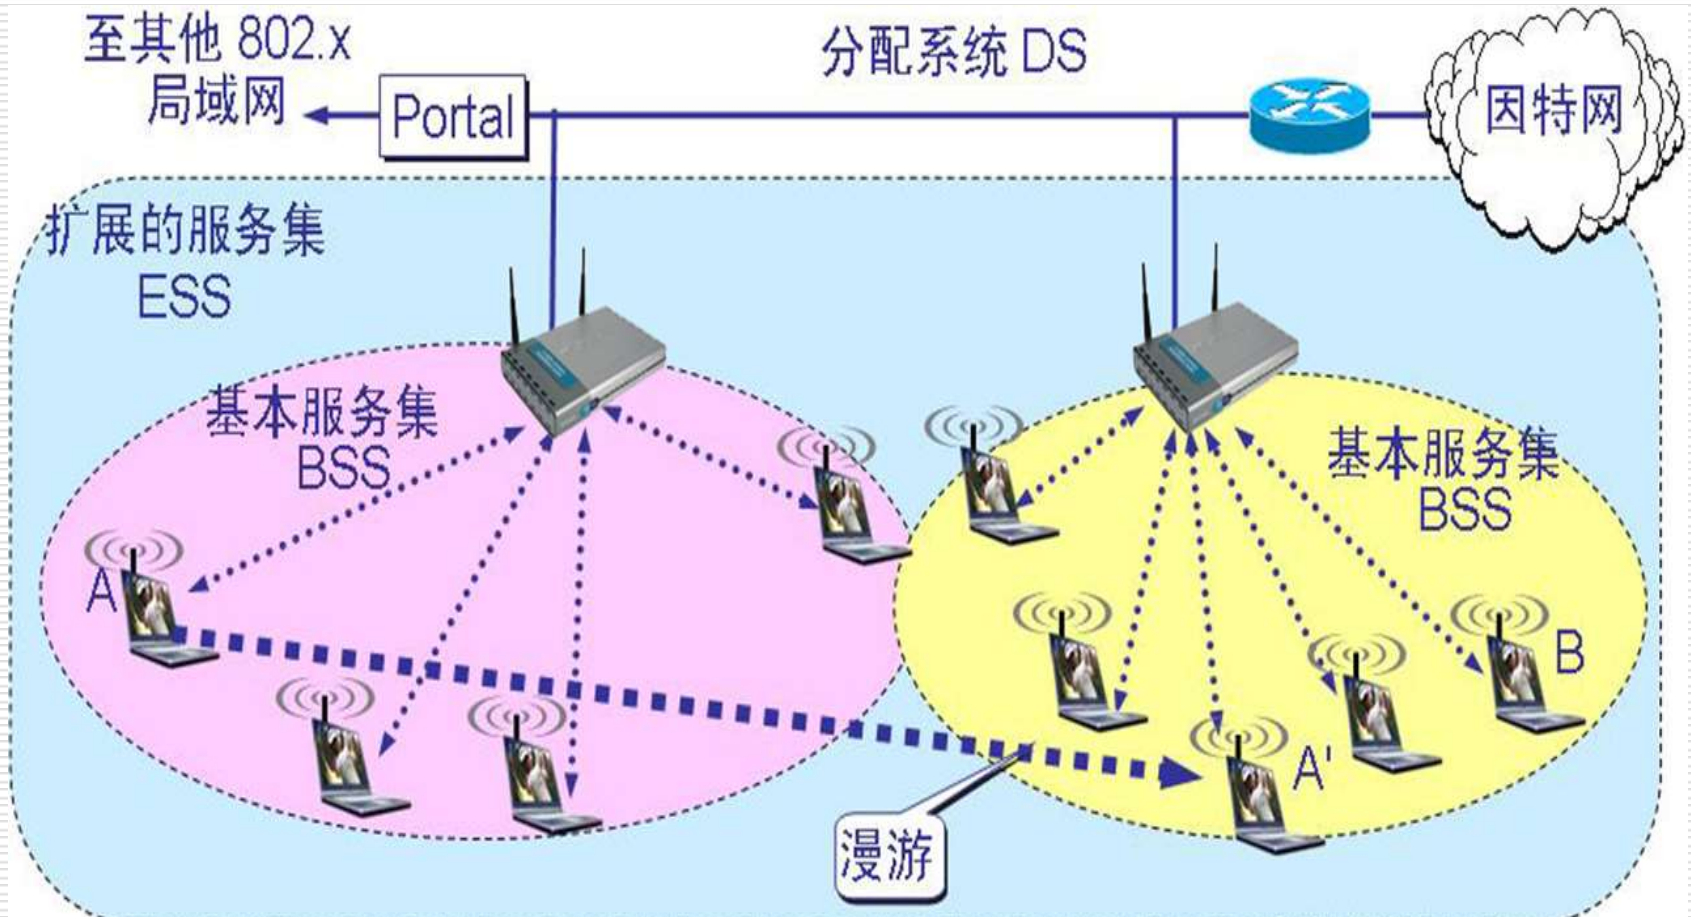 至其他 802.x
局域网
Portal
分配系统 DS
因特网
扩展的服务集
ESS
基本服务集
BSS
基本服务集
BSS
A
B
A'
漫游